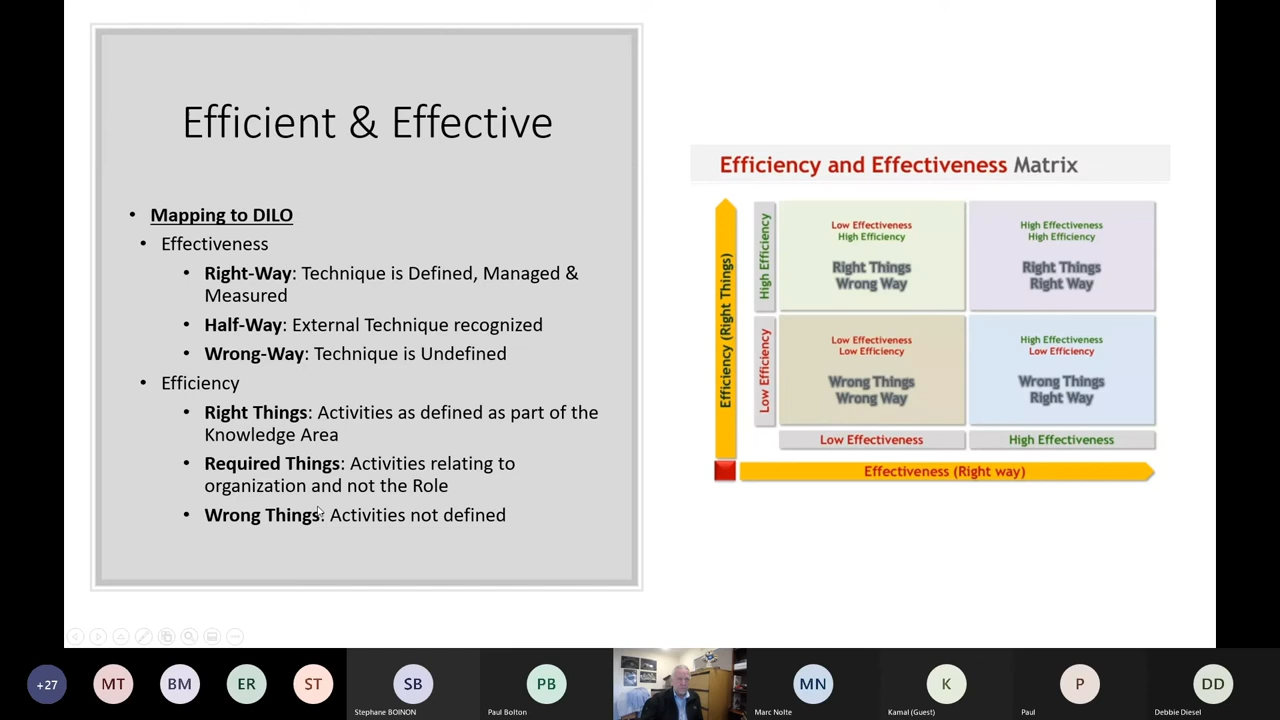 Efficient & Effective
• Mapping to DILO
• Effectiveness
• Right-Way: Technique is Defined, Managed &
Measured
• Half-Way: External Technique recognized
• Wrong-Way: Technique is Undefined
• Efficiency
• Right Things: Activities as defined as part of the
Knowledge Area
• Required Things: Activities relating to
organization and not the Role
• Wrong Things: Activities not defined
Efficiency and Effectiveness Matrix
Efficiency (Right Things)
High Efficiency
Low Effectiveness
High Efficiency
Right Things
Wrong Way
High Effectiveness
High Efficiency
Right Things
Right Way
Low Efficiency
Low Effectiveness
Low Efficiency
Wrong Things
Wrong Way
High Effectiveness
Low Efficiency
Wrong Things
Right Way
Low Effectiveness
High Effectiveness
Effectiveness (Right way)
+27
MT
BM
ER
ST
SB
Stephane BOINON
PB
Paul Bolton
MN
Marc Nolte
K
Kamal (Guest)
P
Paul
DD
Debbie Diesel